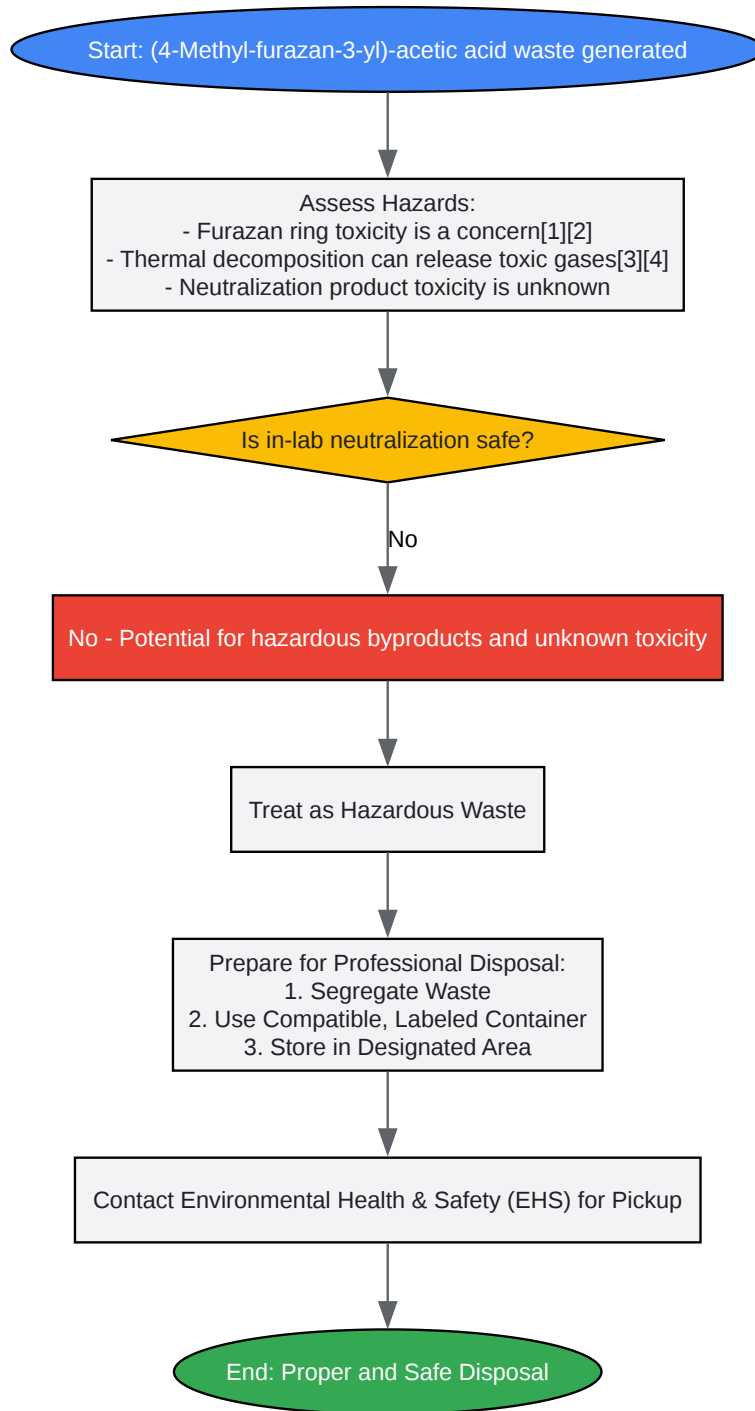 Start: (4-Methyl-furazan-3-yl)-acetic acid waste generated
Assess Hazards:
- Furazan ring toxicity is a concern[1][2]
- Thermal decomposition can release toxic gases[3][4]
- Neutralization product toxicity is unknown
Is in-lab neutralization safe?
No
No - Potential for hazardous byproducts and unknown toxicity
Treat as Hazardous Waste
Prepare for Professional Disposal:
1. Segregate Waste
2. Use Compatible, Labeled Container
3. Store in Designated Area
Contact Environmental Health & Safety (EHS) for Pickup
End: Proper and Safe Disposal